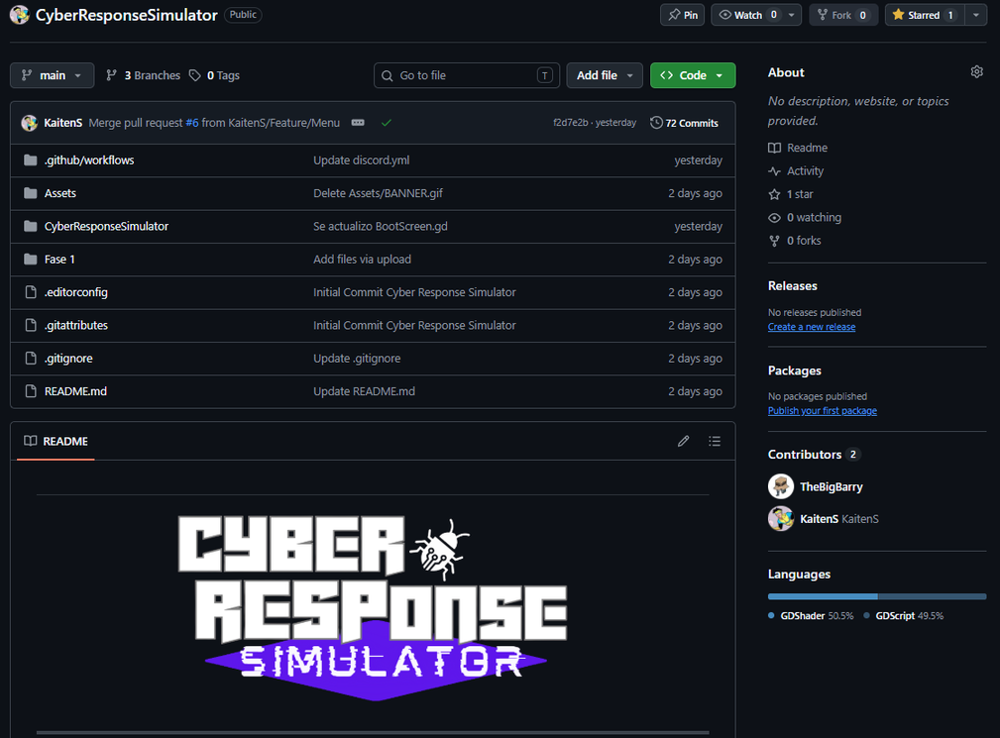 CyberResponseSimulator Public
Pin Watch 0 Fork 0 Starred 1
main 3 Branches 0 Tags Go to file T Add file Code
KaitenS Merge pull request #6 from KaitenS/Feature/Menu f2d7e2b · yesterday 72 Commits
.github/workflows Update discord.yml yesterday
Assets Delete Assets/BANNER.gif 2 days ago
CyberResponseSimulator Se actualizo BootScreen.gd yesterday
Fase 1 Add files via upload 2 days ago
.editorconfig Initial Commit Cyber Response Simulator 2 days ago
.gitattributes Initial Commit Cyber Response Simulator 2 days ago
.gitignore Update .gitignore 2 days ago
README.md Update README.md 2 days ago
README
CYBER
RESPONSE
SIMULATOR
About
No description, website, or topics
provided.
Readme
Activity
1 star
0 watching
0 forks
Releases
No releases published
Create a new release
Packages
No packages published
Publish your first package
Contributors 2
TheBigBarry
KaitenS KaitenS
Languages
GDShader 50.5% GDScript 49.5%